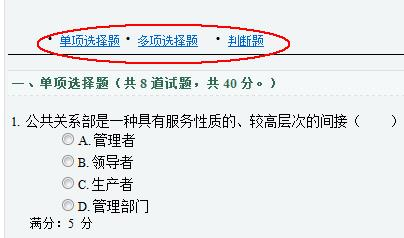 • 单项选择题 • 多项选择题 • 判断题
一、单项选择题（共 8 道试题，共 40 分。）
1. 公共关系部是一种具有服务性质的、较高层次的间接（　　）
A. 管理者
B. 领导者
C. 生产者
D. 管理部门
满分：5 分